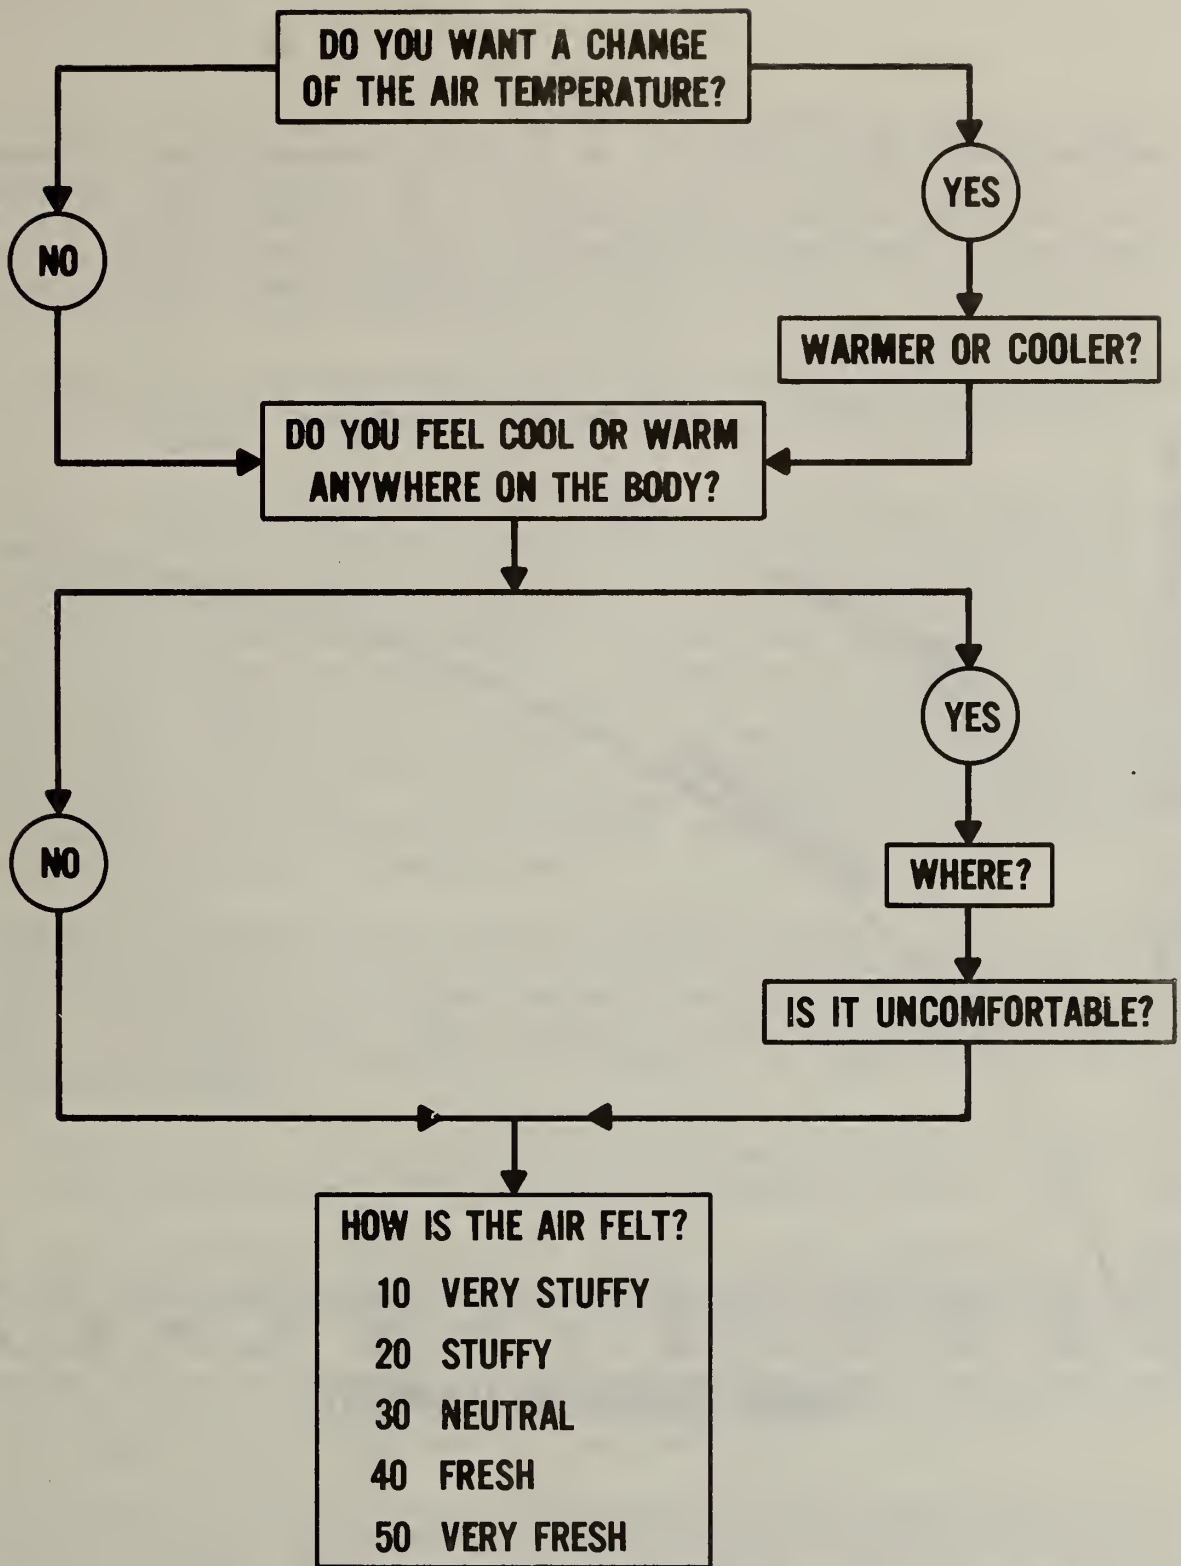 DO YOU WANT A CHANGE
OF THE AIR TEMPERATURE?
YES
NO
WARMER OR COOLER?
DO YOU FEEL COOL OR WARM
ANYWHERE ON THE BODY?
YES
NO
WHERE?
IS IT UNCOMFORTABLE?
HOW IS THE AIR FELT?
10 VERY STUFFY
20 STUFFY
30 NEUTRAL
40 FRESH
50 VERY FRESH